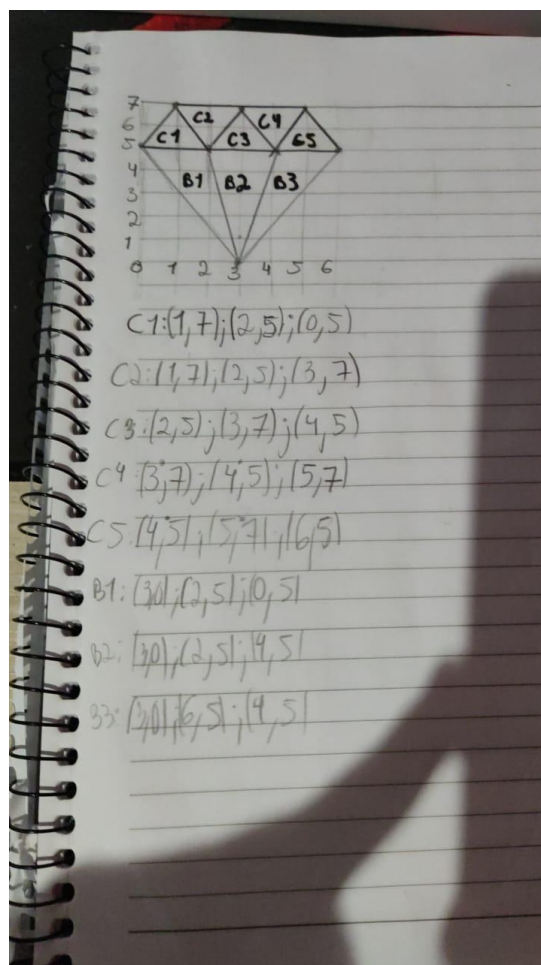 7
6 C2 C4
5 C1 C3 C5
4 B1 B2 B3
3
2
1
0 1 2 3 4 5 6
C1:(1,7);(2,5);(0,5)
C2:(1,7);(2,5);(3,7)
C3:(2,5);(3,7);(4,5)
C4:(3,7);(4,5);(5,7)
C5:(4,5);(5,7);(6,5)
B1:(3,0);(2,5);(0,5)
B2:(3,0);(2,5);(4,5)
B3:(3,0);(6,5);(4,5)